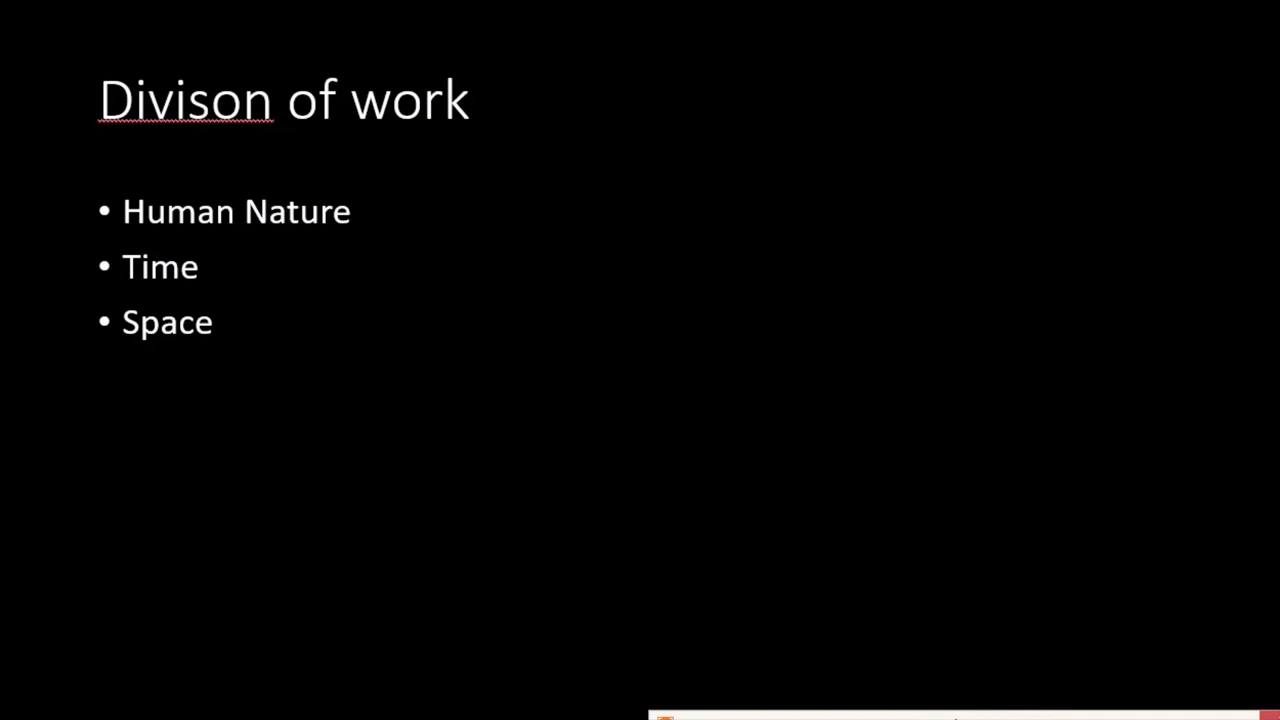 Divison of work
• Human Nature
• Time
• Space